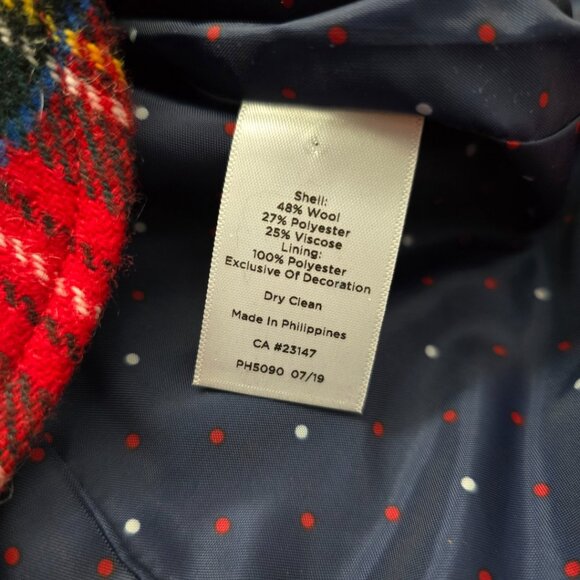 Shell:
48% Wool
27% Polyester
25% Viscose
Lining:
100% Polyester
Exclusive Of Decoration
Dry Clean
Made In Philippines
CA #23147
PH5090 07/19